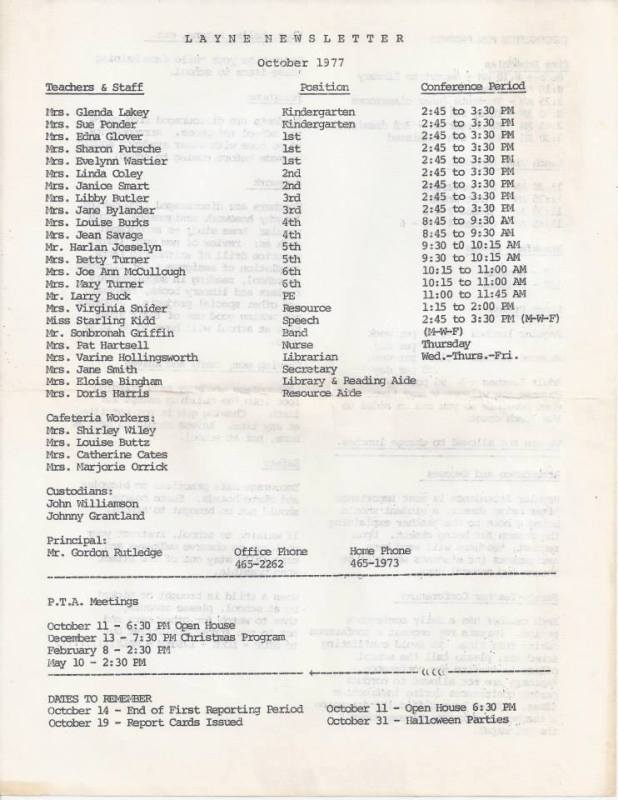 LAYNE NEWSLETTER
October 1977
Teachers & Staff Position Conference Period
Mrs. Glenda Lakey Kindergarten 2:45 to 3:30 PM
Mrs. Sue Ponder Kindergarten 2:45 to 3:30 PM
Mrs. Edna Glover 1st 2:45 to 3:30 PM
Mrs. Sharon Putsche 1st 2:45 to 3:30 PM
Mrs. Evelynn Wastier 1st 2:45 to 3:30 PM
Mrs. Linda Coley 2nd 2:45 to 3:30 PM
Mrs. Janice Smart 2nd 2:45 to 3:30 PM
Mrs. Libby Butler 3rd 2:45 to 3:30 PM
Mrs. Jane Bylander 3rd 2:45 to 3:30 PM
Mrs. Louise Burks 4th 8:45 to 9:30 AM
Mrs. Jean Savage 4th 8:45 to 9:30 AM
Mr. Harlan Josselyn 5th 9:30 t0 10:15 AM
Mrs. Betty Turner 5th 9:30 to 10:15 AM
Mrs. Joe Ann McCullough 6th 10:15 to 11:00 AM
Mrs. Mary Turner 6th 10:15 to 11:00 AM
Mr. Larry Buck PE 11:00 to 11:45 AM
Mrs. Virginia Snider Resource 1:15 to 2:00 PM
Miss Starling Kidd Speech 2:45 to 3:30 PM (M-W-F)
Mr. Sonbronah Griffin Band (M-W-F)
Mrs. Pat Hartsell Nurse Thursday
Mrs. Varine Hollingsworth Librarian Wed.-Thurs.-Fri.
Mrs. Jane Smith Secretary
Mrs. Eloise Bingham Library & Reading Aide
Mrs. Doris Harris Resource Aide
Cafeteria Workers:
Mrs. Shirley Wiley
Mrs. Louise Buttz
Mrs. Catherine Cates
Mrs. Marjorie Orrick
Custodians:
John Williamson
Johnny Grantland
Principal:
Mr. Gordon Rutledge Office Phone Home Phone
465-2262 465-1973
P.T.A. Meetings
October 11 - 6:30 PM Open House
December 13 - 7:30 PM Christmas Program
February 8 - 2:30 PM
May 10 - 2:30 PM
DATES TO REMEMBER
October 14 - End of First Reporting Period October 11 - Open House 6:30 PM
October 19 - Report Cards Issued October 31 - Halloween Parties